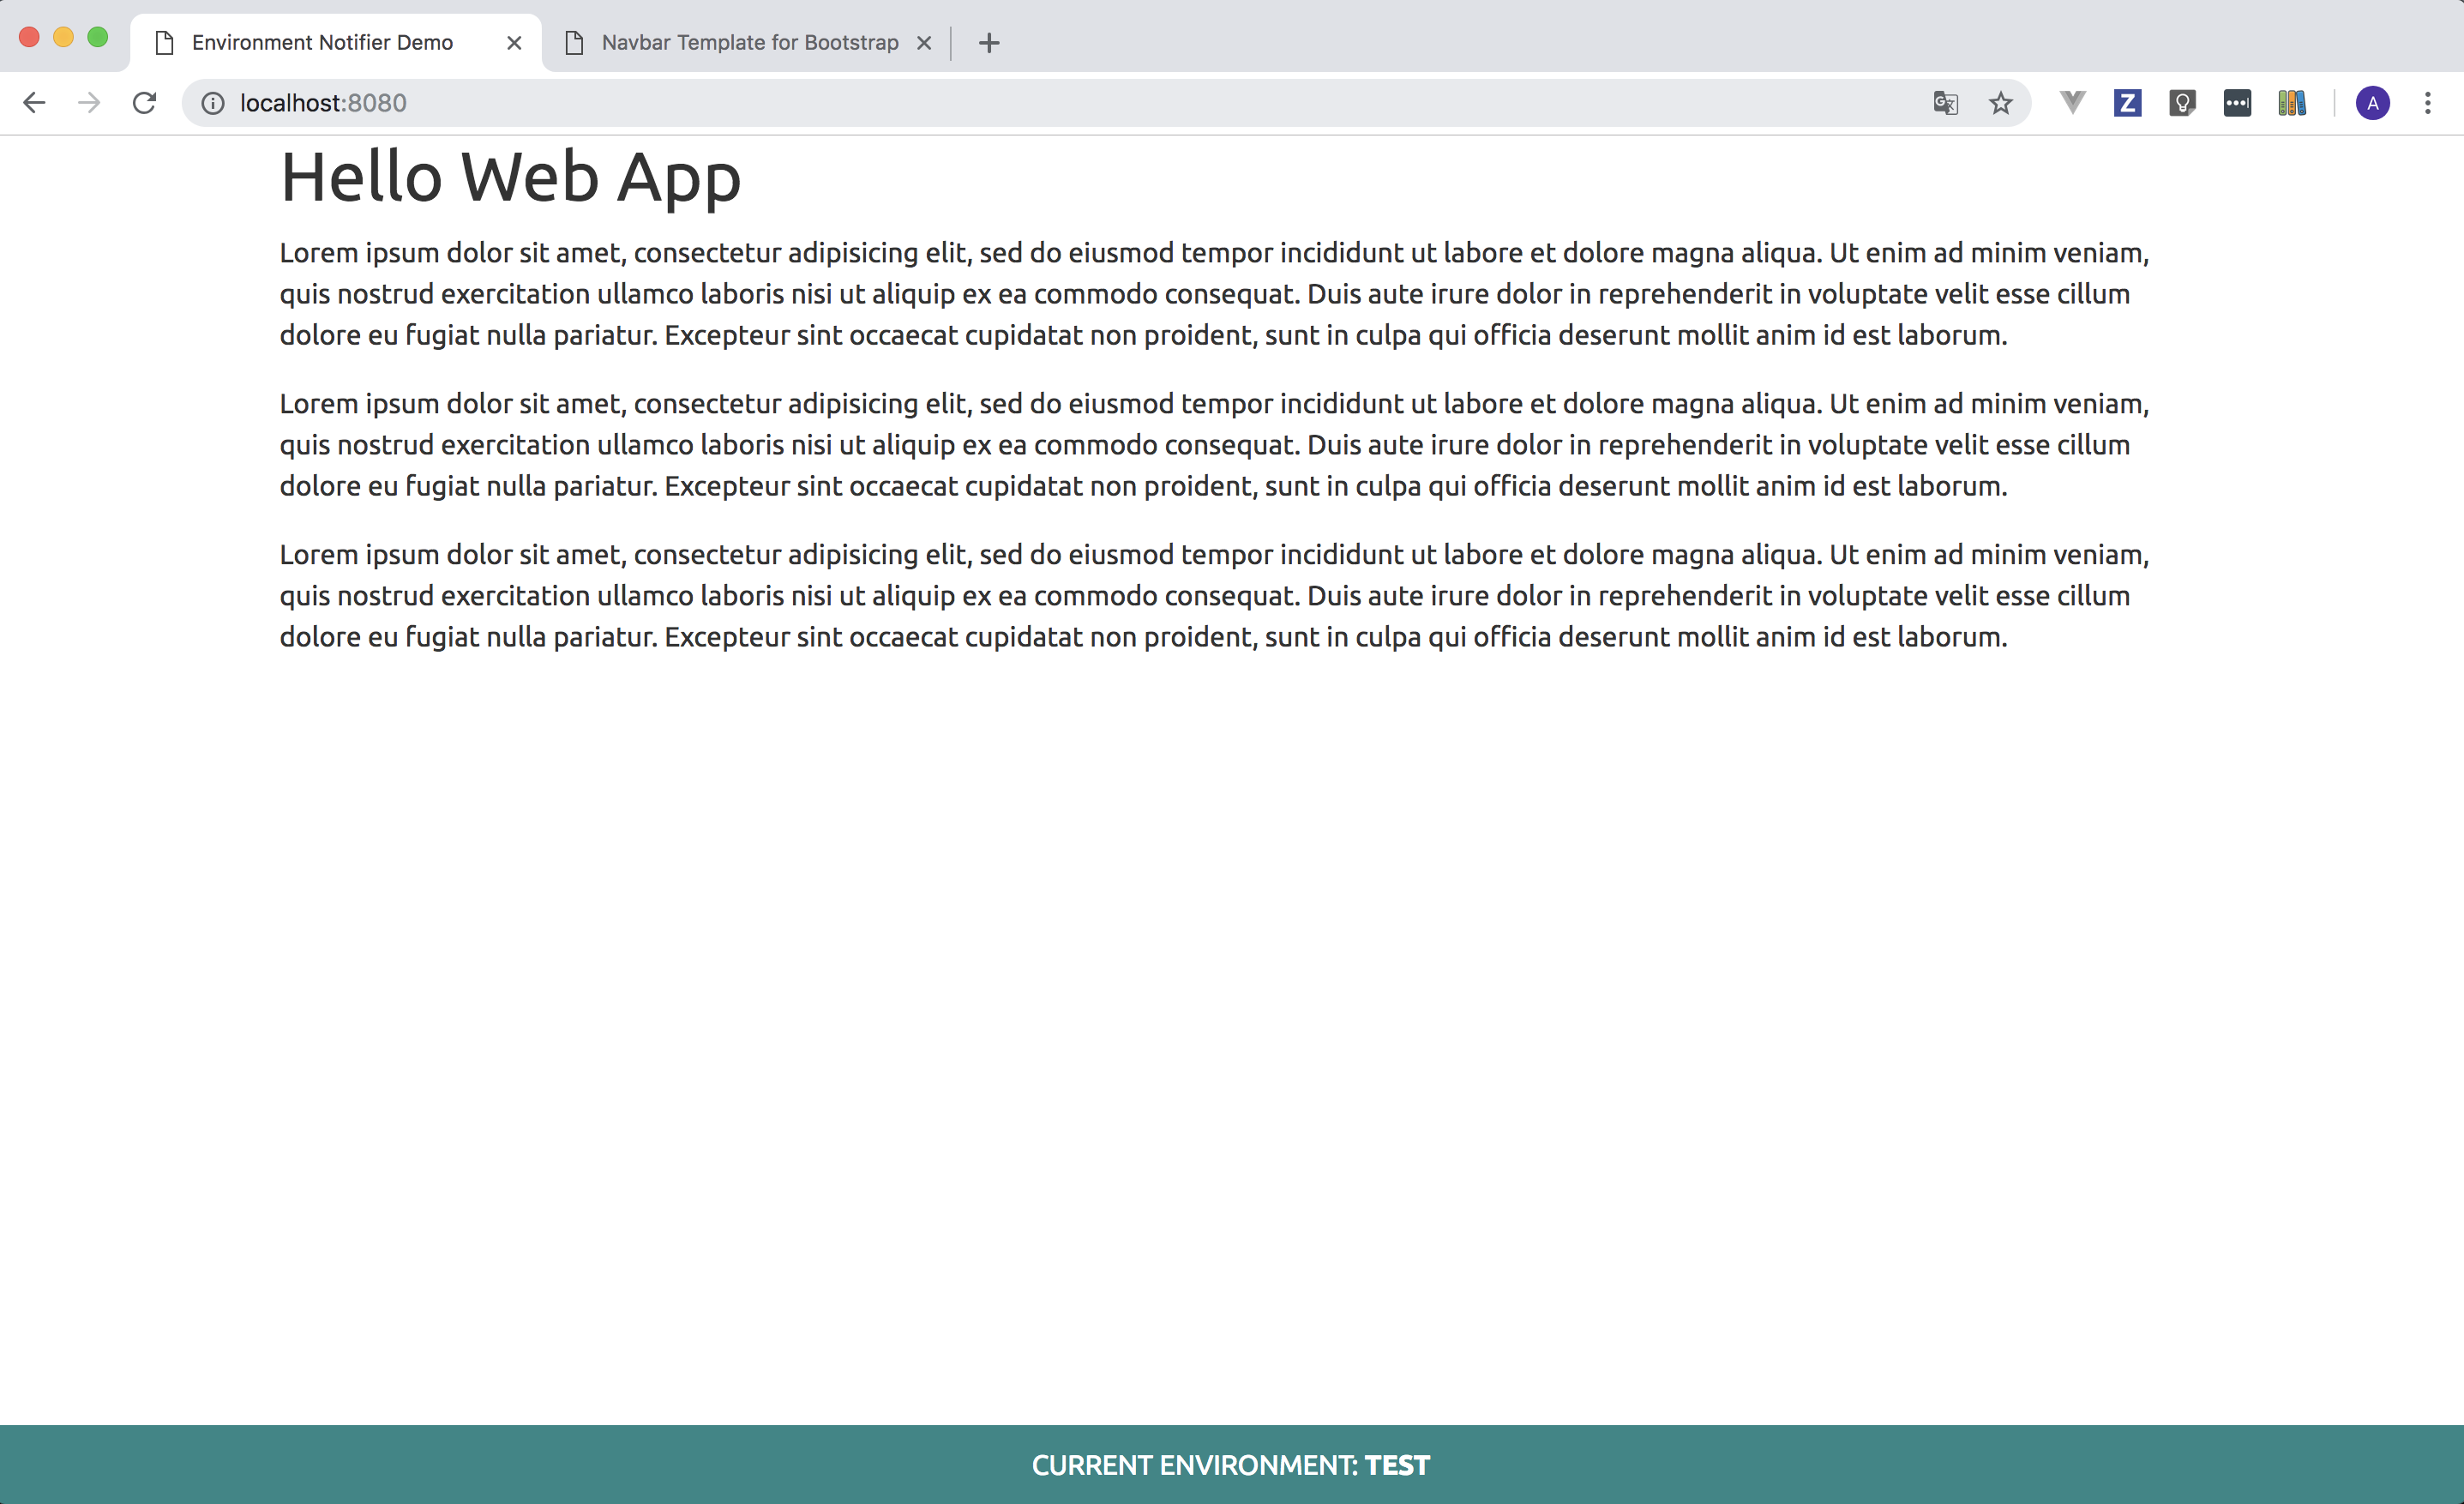 Environment Notifier Demo
Navbar Template for Bootstrap
localhost:8080
Z
A
Hello Web App
Lorem ipsum dolor sit amet, consectetur adipisicing elit, sed do eiusmod tempor incididunt ut labore et dolore magna aliqua. Ut enim ad minim veniam,
quis nostrud exercitation ullamco laboris nisi ut aliquip ex ea commodo consequat. Duis aute irure dolor in reprehenderit in voluptate velit esse cillum
dolore eu fugiat nulla pariatur. Excepteur sint occaecat cupidatat non proident, sunt in culpa qui officia deserunt mollit anim id est laborum.
Lorem ipsum dolor sit amet, consectetur adipisicing elit, sed do eiusmod tempor incididunt ut labore et dolore magna aliqua. Ut enim ad minim veniam,
quis nostrud exercitation ullamco laboris nisi ut aliquip ex ea commodo consequat. Duis aute irure dolor in reprehenderit in voluptate velit esse cillum
dolore eu fugiat nulla pariatur. Excepteur sint occaecat cupidatat non proident, sunt in culpa qui officia deserunt mollit anim id est laborum.
Lorem ipsum dolor sit amet, consectetur adipisicing elit, sed do eiusmod tempor incididunt ut labore et dolore magna aliqua. Ut enim ad minim veniam,
quis nostrud exercitation ullamco laboris nisi ut aliquip ex ea commodo consequat. Duis aute irure dolor in reprehenderit in voluptate velit esse cillum
dolore eu fugiat nulla pariatur. Excepteur sint occaecat cupidatat non proident, sunt in culpa qui officia deserunt mollit anim id est laborum.
CURRENT ENVIRONMENT: TEST